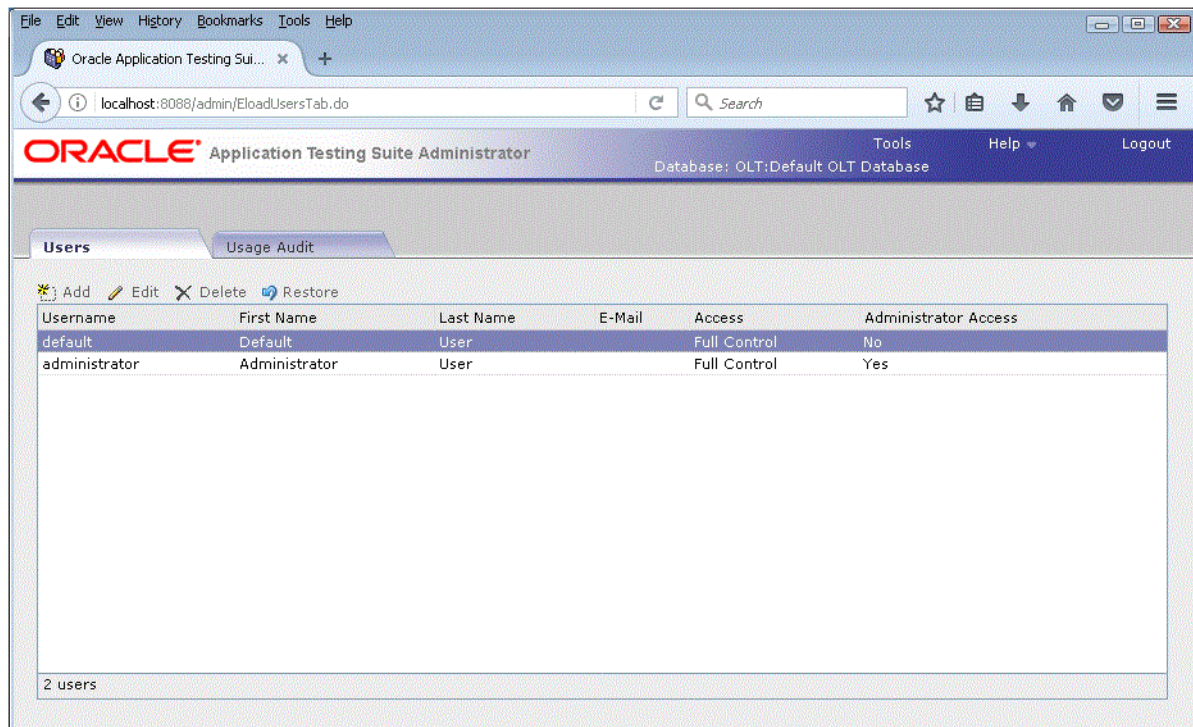 File Edit View History Bookmarks Tools Help
Oracle Application Testing Sui... × +
localhost:8088/admin/EloadUsersTab.do Search
ORACLE® Application Testing Suite Administrator
Tools Help Logout
Database: OLT:Default OLT Database
Users Usage Audit
Add Edit Delete Restore
Username First Name Last Name E-Mail Access Administrator Access
default Default User Full Control No
administrator Administrator User Full Control Yes
2 users